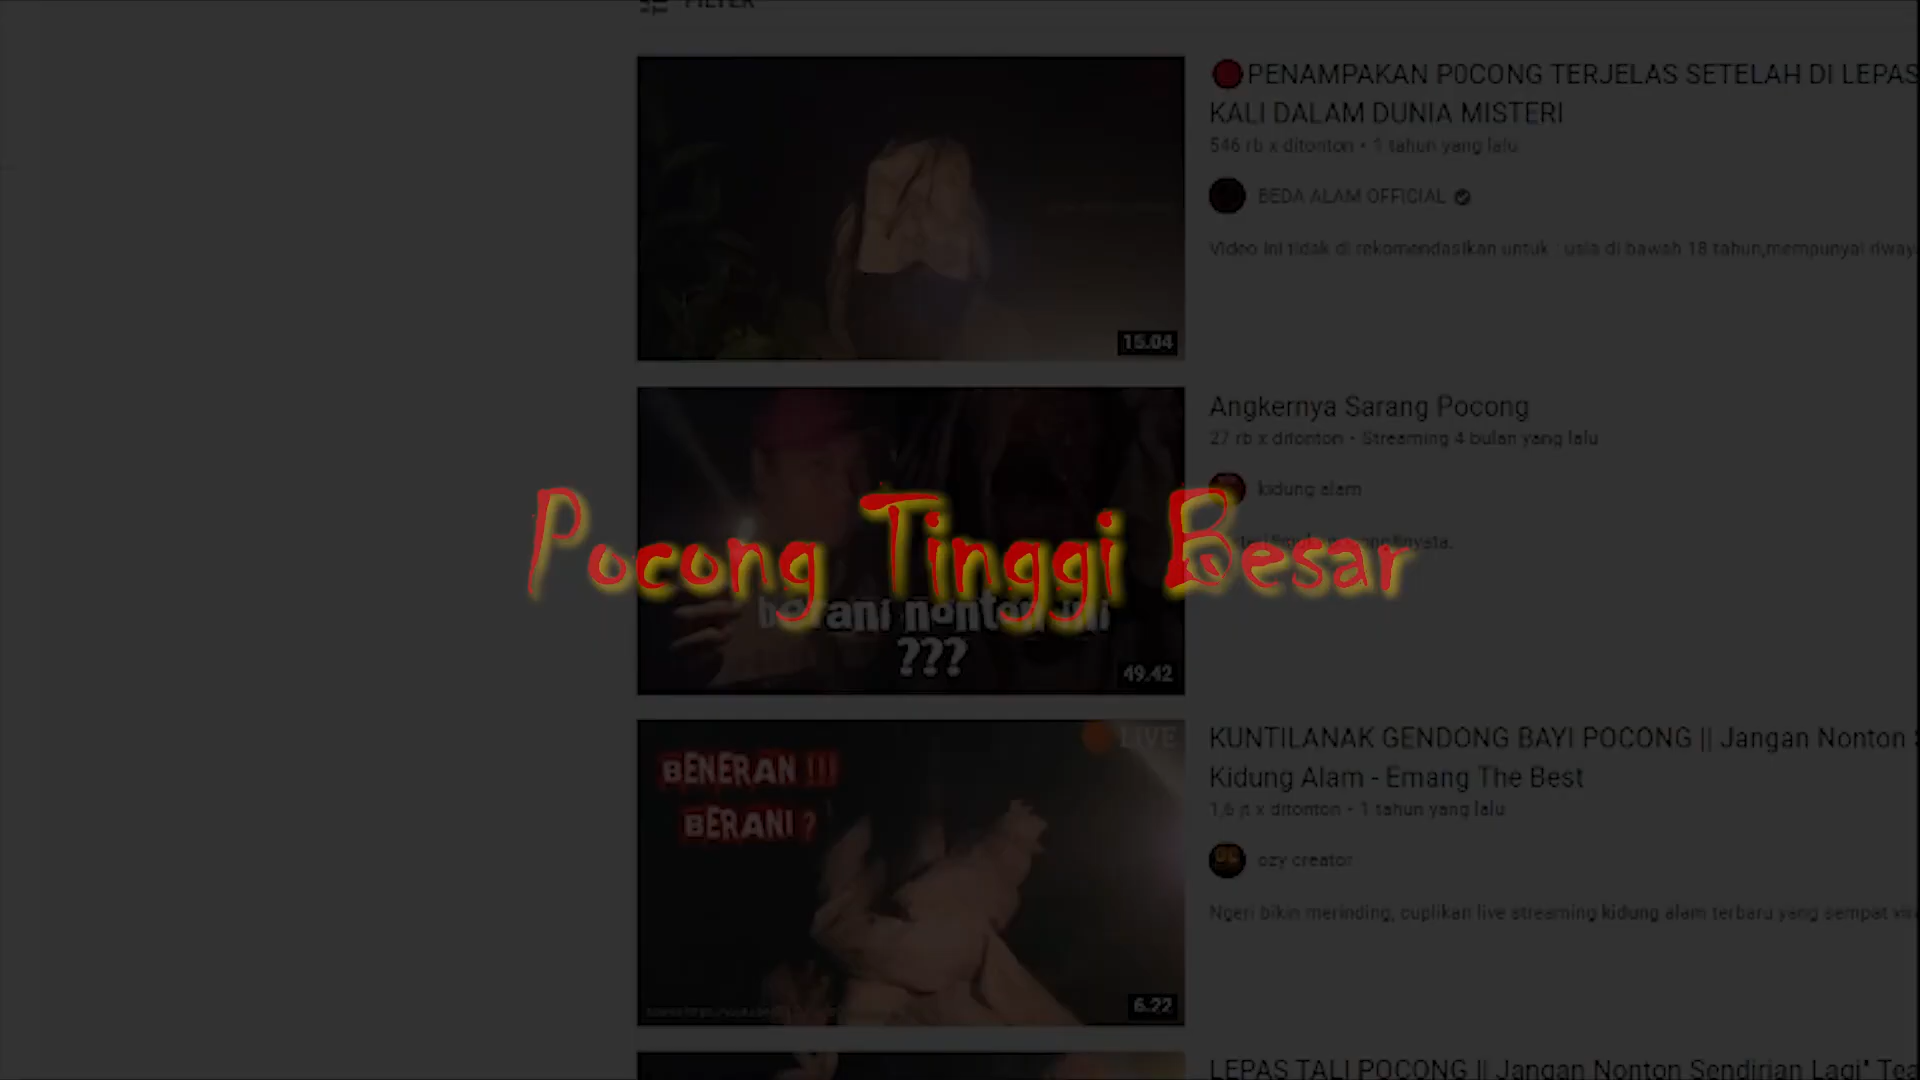 FILTER
15.04
🔴PENAMPAKAN POCONG TERJELAS SETELAH DI LEPAS
KALI DALAM DUNIA MISTERI
546 rb x ditonton • 1 tahun yang lalu
BEDA ALAM OFFICIAL
Video ini tidak di rekomendasikan untuk : usia di bawah 18 tahun,mempunyai
Angkernya Sarang Pocong
27 rb x ditonton • Streaming 4 bulan yang lalu
kidung alam
Pocong Tinggi Besar
berani nonton ini
???
49.42
BENERAN !!!
BERANI ?
LIVE
6.22
KUNTILANAK GENDONG BAYI POCONG || Jangan Nonton
Kidung Alam - Emang The Best
1,6 jt x ditonton • 1 tahun yang lalu
ozy creator
Ngeri bikin merinding, cuplikan live streaming kidung alam terbaru yang sempat
LEPAS TALI POCONG || Jangan Nonton Sendirian Lagi"